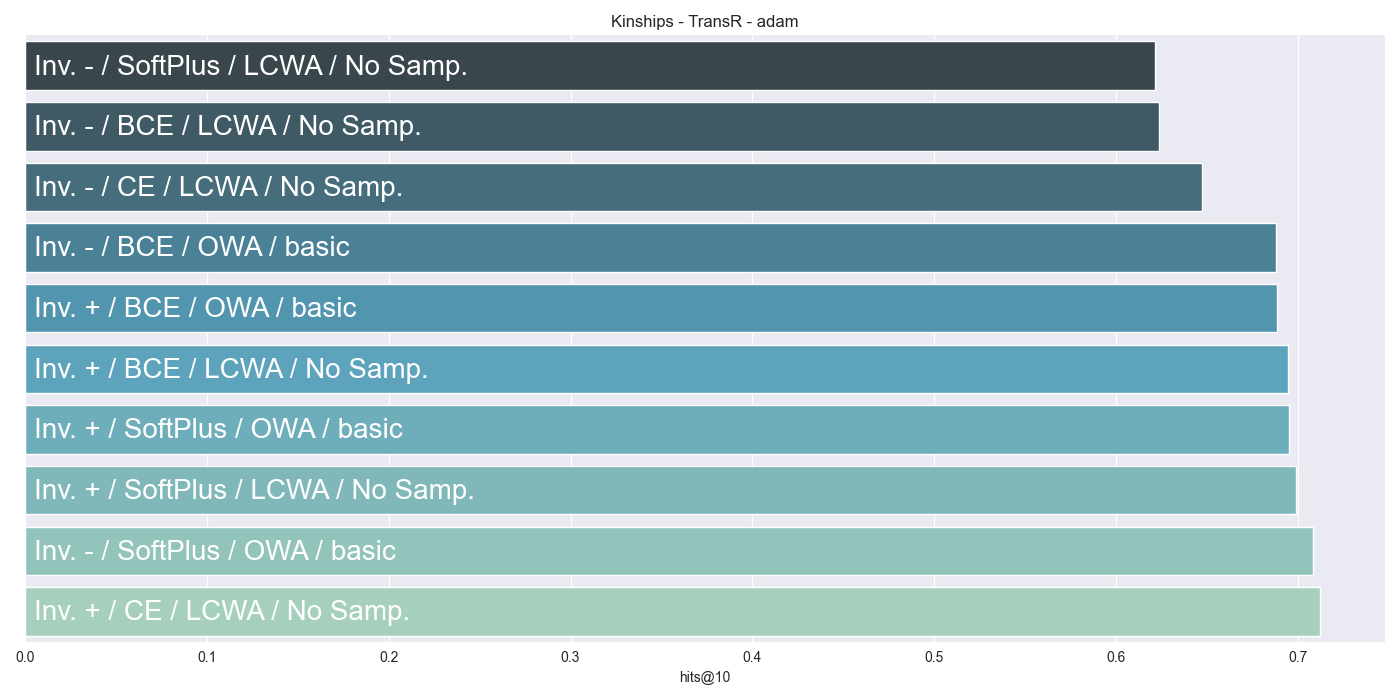 Kinships - TransR - adam
Inv. - / SoftPlus / LCWA / No Samp.
Inv. - / BCE / LCWA / No Samp.
Inv. - / CE / LCWA / No Samp.
Inv. - / BCE / OWA / basic
Inv. + / BCE / OWA / basic
Inv. + / BCE / LCWA / No Samp.
Inv. + / SoftPlus / OWA / basic
Inv. + / SoftPlus / LCWA / No Samp.
Inv. - / SoftPlus / OWA / basic
Inv. + / CE / LCWA / No Samp.
0.0 0.1 0.2 0.3 0.4 0.5 0.6 0.7
hits@10